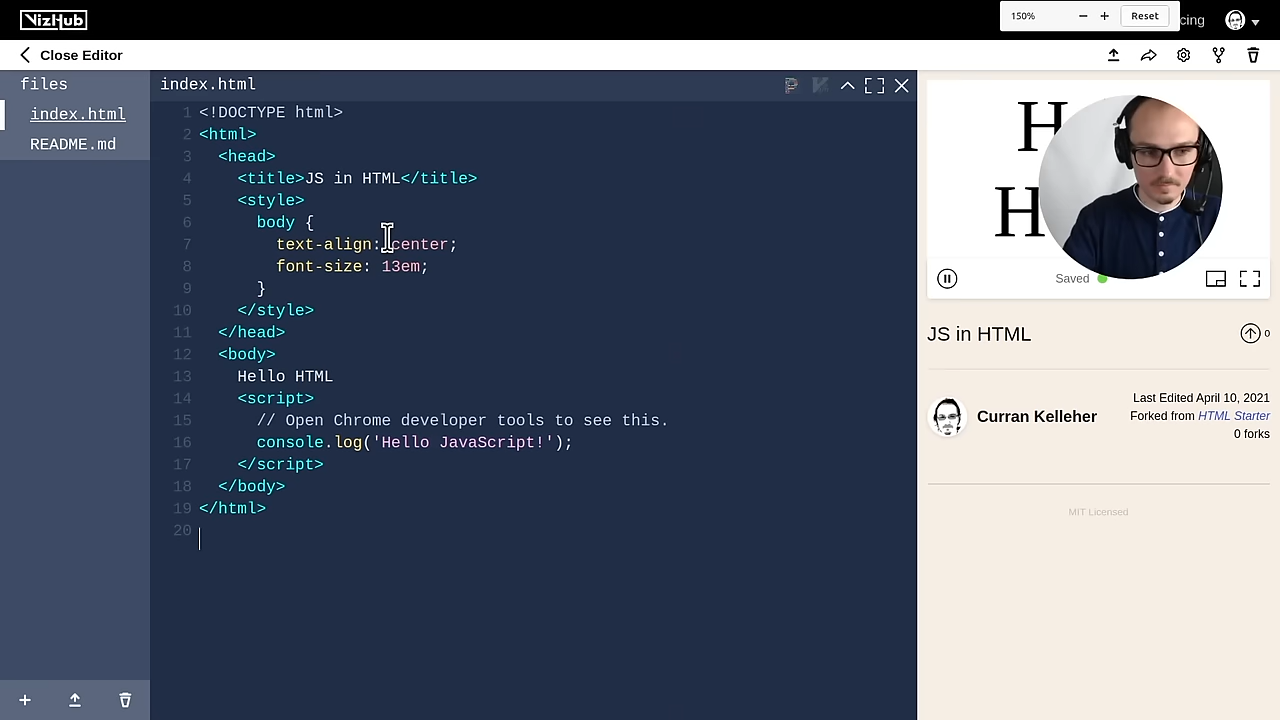 VizHub
150%
Reset
cing
Close Editor
files
index.html
README.md
index.html
1 <!DOCTYPE html>
2 <html>
3 <head>
4 <title>JS in HTML</title>
5 <style>
6 body {
7 text-align: center;
8 font-size: 13em;
9 }
10 </style>
11 </head>
12 <body>
13 Hello HTML
14 <script>
15 // Open Chrome developer tools to see this.
16 console.log('Hello JavaScript!');
17 </script>
18 </body>
19 </html>
20
H
H
Saved
JS in HTML
0
Curran Kelleher
Last Edited April 10, 2021
Forked from HTML Starter
0 forks
MIT Licensed